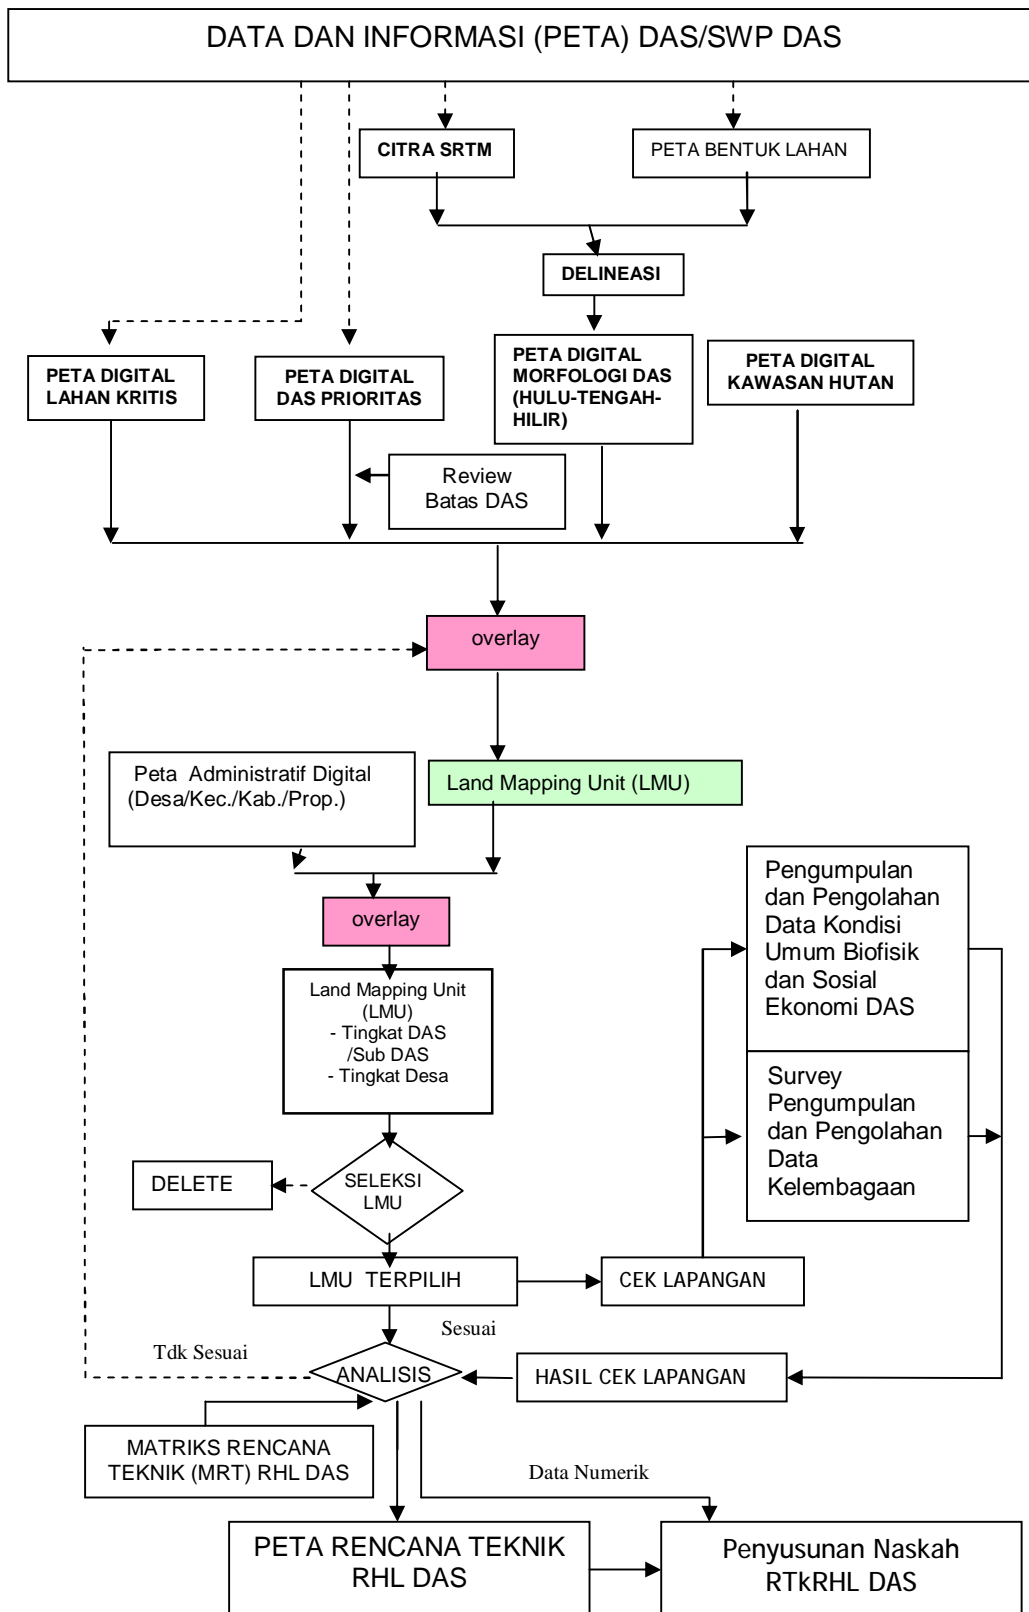 DATA DAN INFORMASI (PETA) DAS/SWP DAS
CITRA SRTM
PETA BENTUK LAHAN
DELINEASI
PETA DIGITAL
LAHAN KRITIS
PETA DIGITAL
DAS PRIORITAS
PETA DIGITAL
MORFOLOGI DAS
(HULU-TENGAH-
HILIR)
PETA DIGITAL
KAWASAN HUTAN
Review
Batas DAS
overlay
Peta Administratif Digital
(Desa/Kec./Kab./Prop.)
Land Mapping Unit (LMU)
overlay
Land Mapping Unit
(LMU)
- Tingkat DAS
/Sub DAS
- Tingkat Desa
Pengumpulan
dan Pengolahan
Data Kondisi
Umum Biofisik
dan Sosial
Ekonomi DAS
Survey
Pengumpulan
dan Pengolahan
Data
Kelembagaan
DELETE
SELEKSI
LMU
LMU TERPILIH
CEK LAPANGAN
Sesuai
Tdk Sesuai
ANALISIS
HASIL CEK LAPANGAN
MATRIKS RENCANA
TEKNIK (MRT) RHL DAS
Data Numerik
PETA RENCANA TEKNIK
RHL DAS
Penyusunan Naskah
RTkRHL DAS